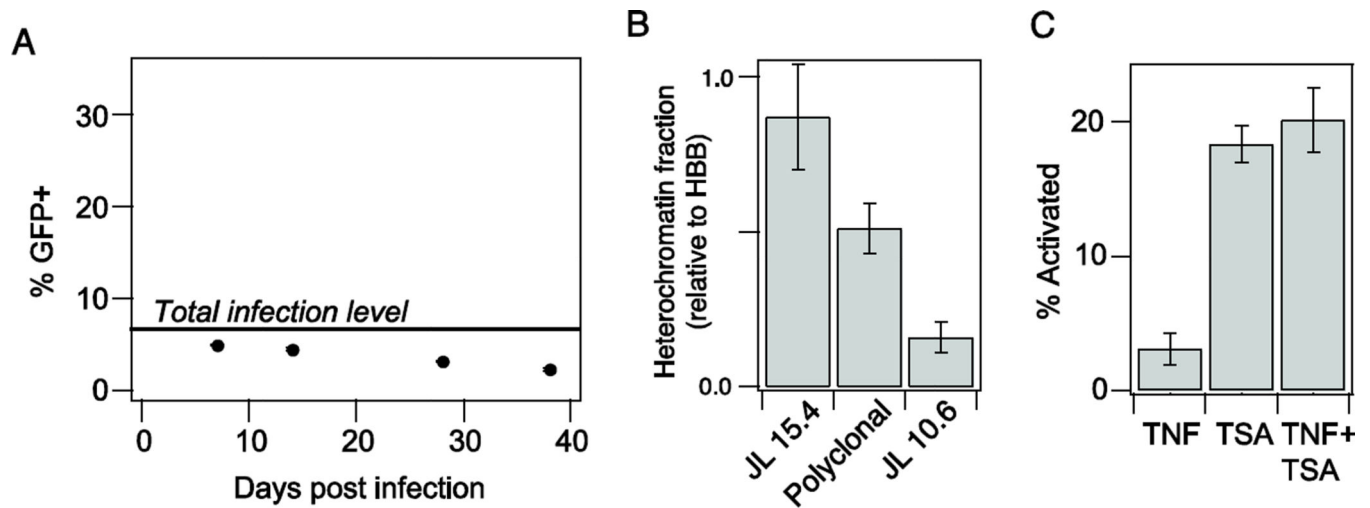 A
% GFP+
30
20
10
0
Total infection level
0 10 20 30 40
Days post infection
B
Heterochromatin fraction
(relative to HBB)
1.0
0.0
JL 15.4
Polyclonal
JL 10.6
C
% Activated
20
10
0
TNF TSA TNF+
TSA